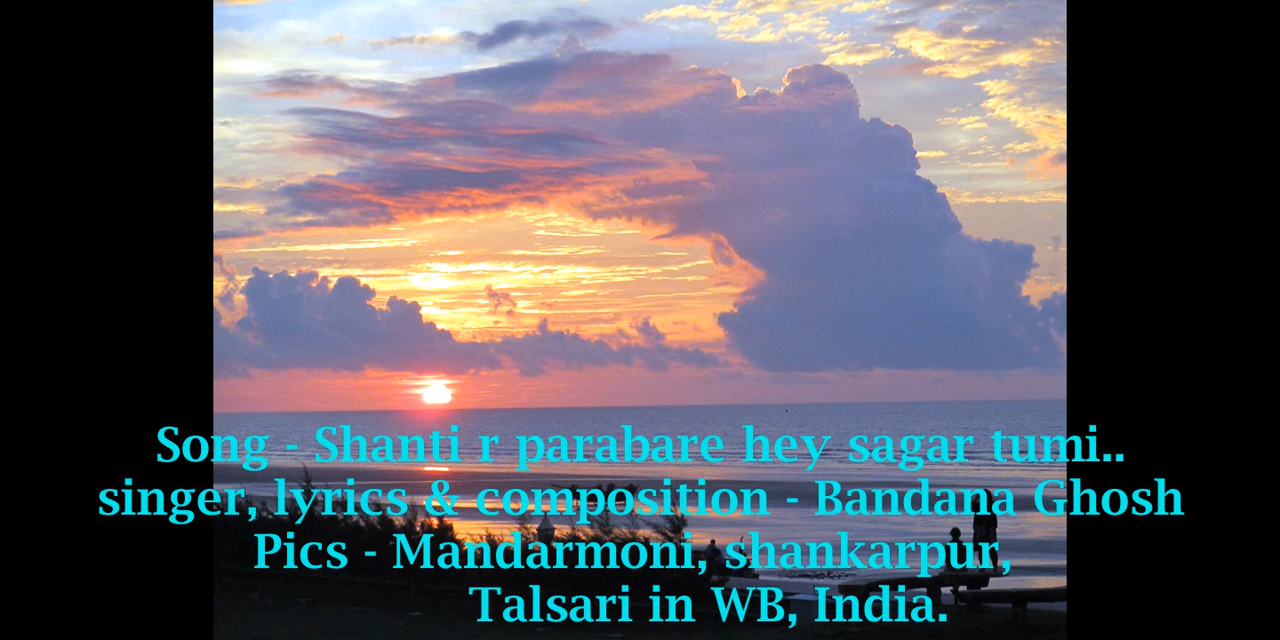 Song - Shanti r parabare hey sagar tumi..
singer, lyrics & composition - Bandana Ghosh
Pics - Mandarmoni, shankarpur,
Talsari in WB, India.